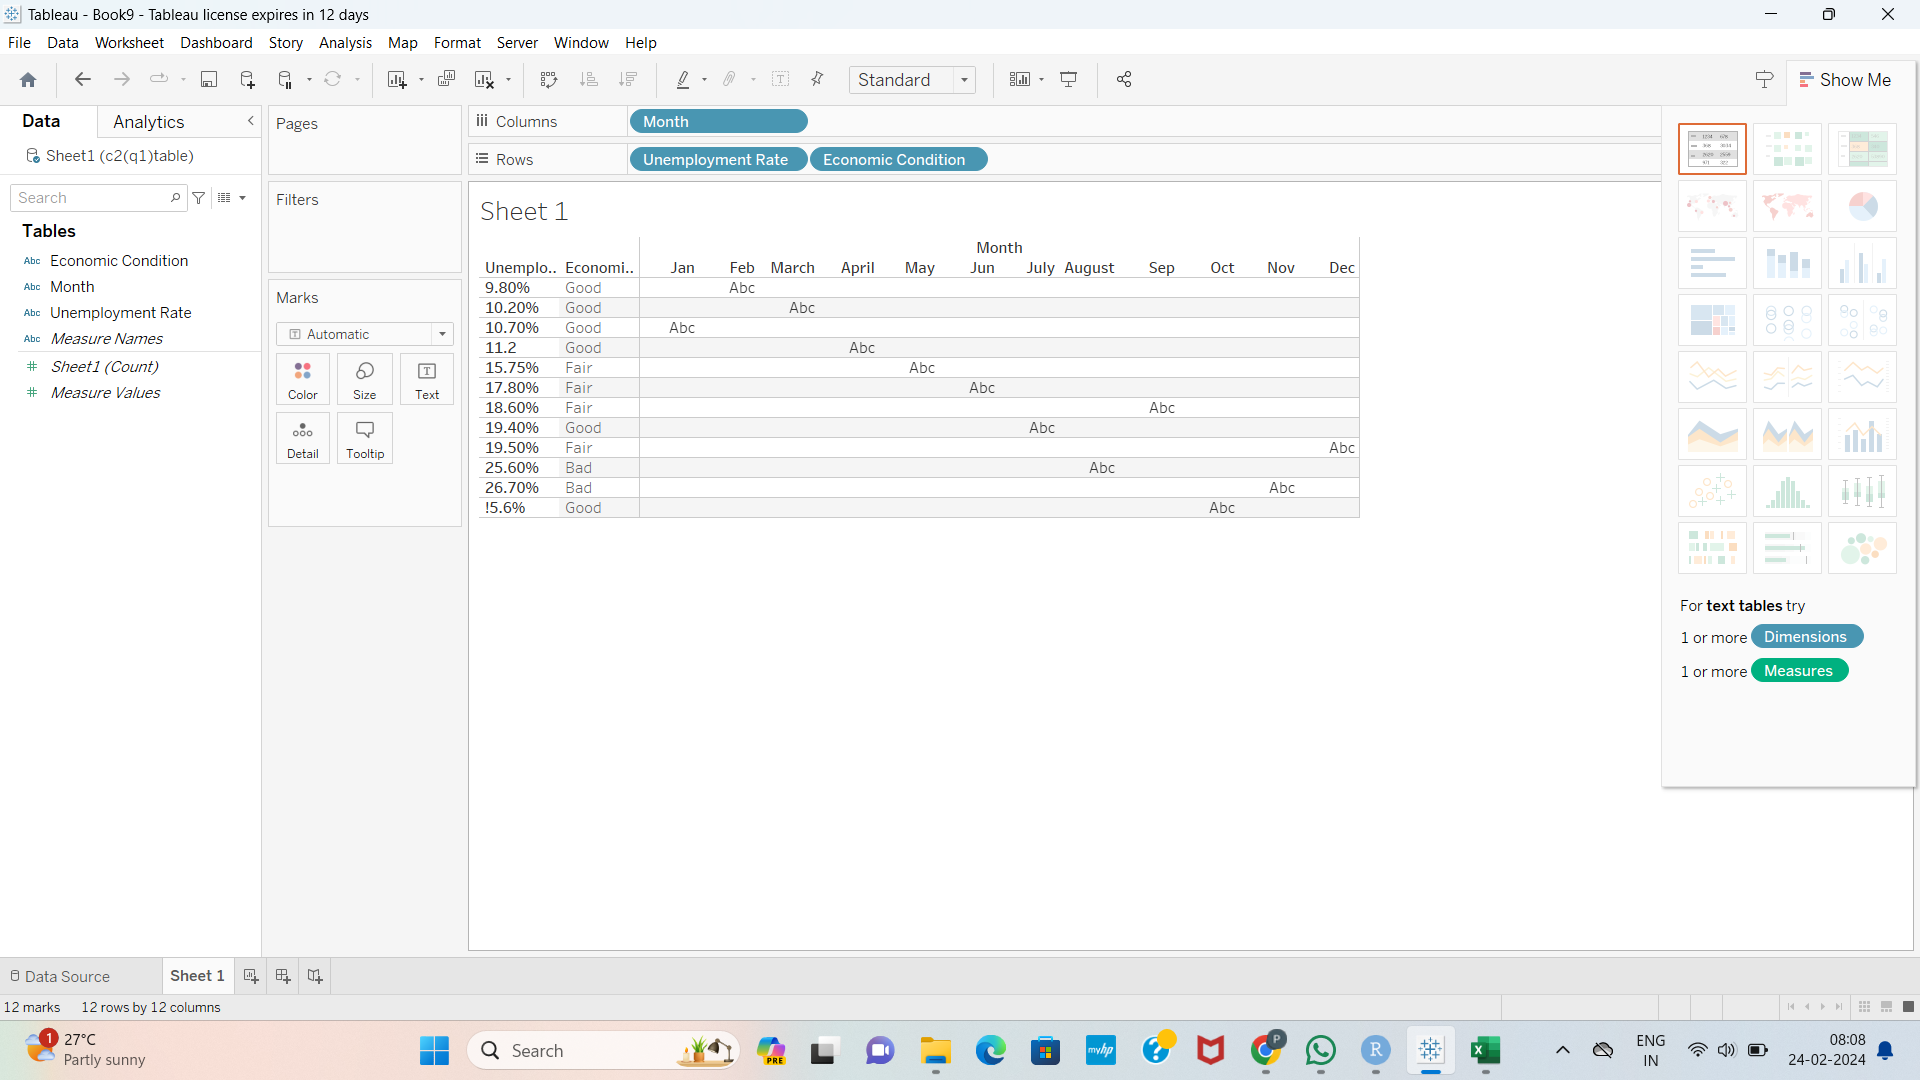 Tableau - Book9 - Tableau license expires in 12 days
File Data Worksheet Dashboard Story Analysis Map Format Server Window Help
Standard
Show Me
Data Analytics
Sheet1 (c2(q1)table)
Search
Tables
Abc Economic Condition
Abc Month
Abc Unemployment Rate
Abc Measure Names
# Sheet1 (Count)
# Measure Values
Pages
Filters
Marks
Automatic
Color Size Text
Detail Tooltip
Columns Month
Rows Unemployment Rate Economic Condition
Sheet 1
Month
Unemplo.. Economi.. Jan Feb March April May Jun July August Sep Oct Nov Dec
9.80% Good Abc
10.20% Good Abc
10.70% Good Abc
11.2 Good Abc
15.75% Fair Abc
17.80% Fair Abc
18.60% Fair Abc
19.40% Good Abc
19.50% Fair Abc
25.60% Bad Abc
26.70% Bad Abc
!5.6% Good Abc
For text tables try
1 or more Dimensions
1 or more Measures
Data Source Sheet 1
12 marks 12 rows by 12 columns
1 27°C
Partly sunny
Search
PRE
myhp
P
R
X
ENG
IN
08:08
24-02-2024